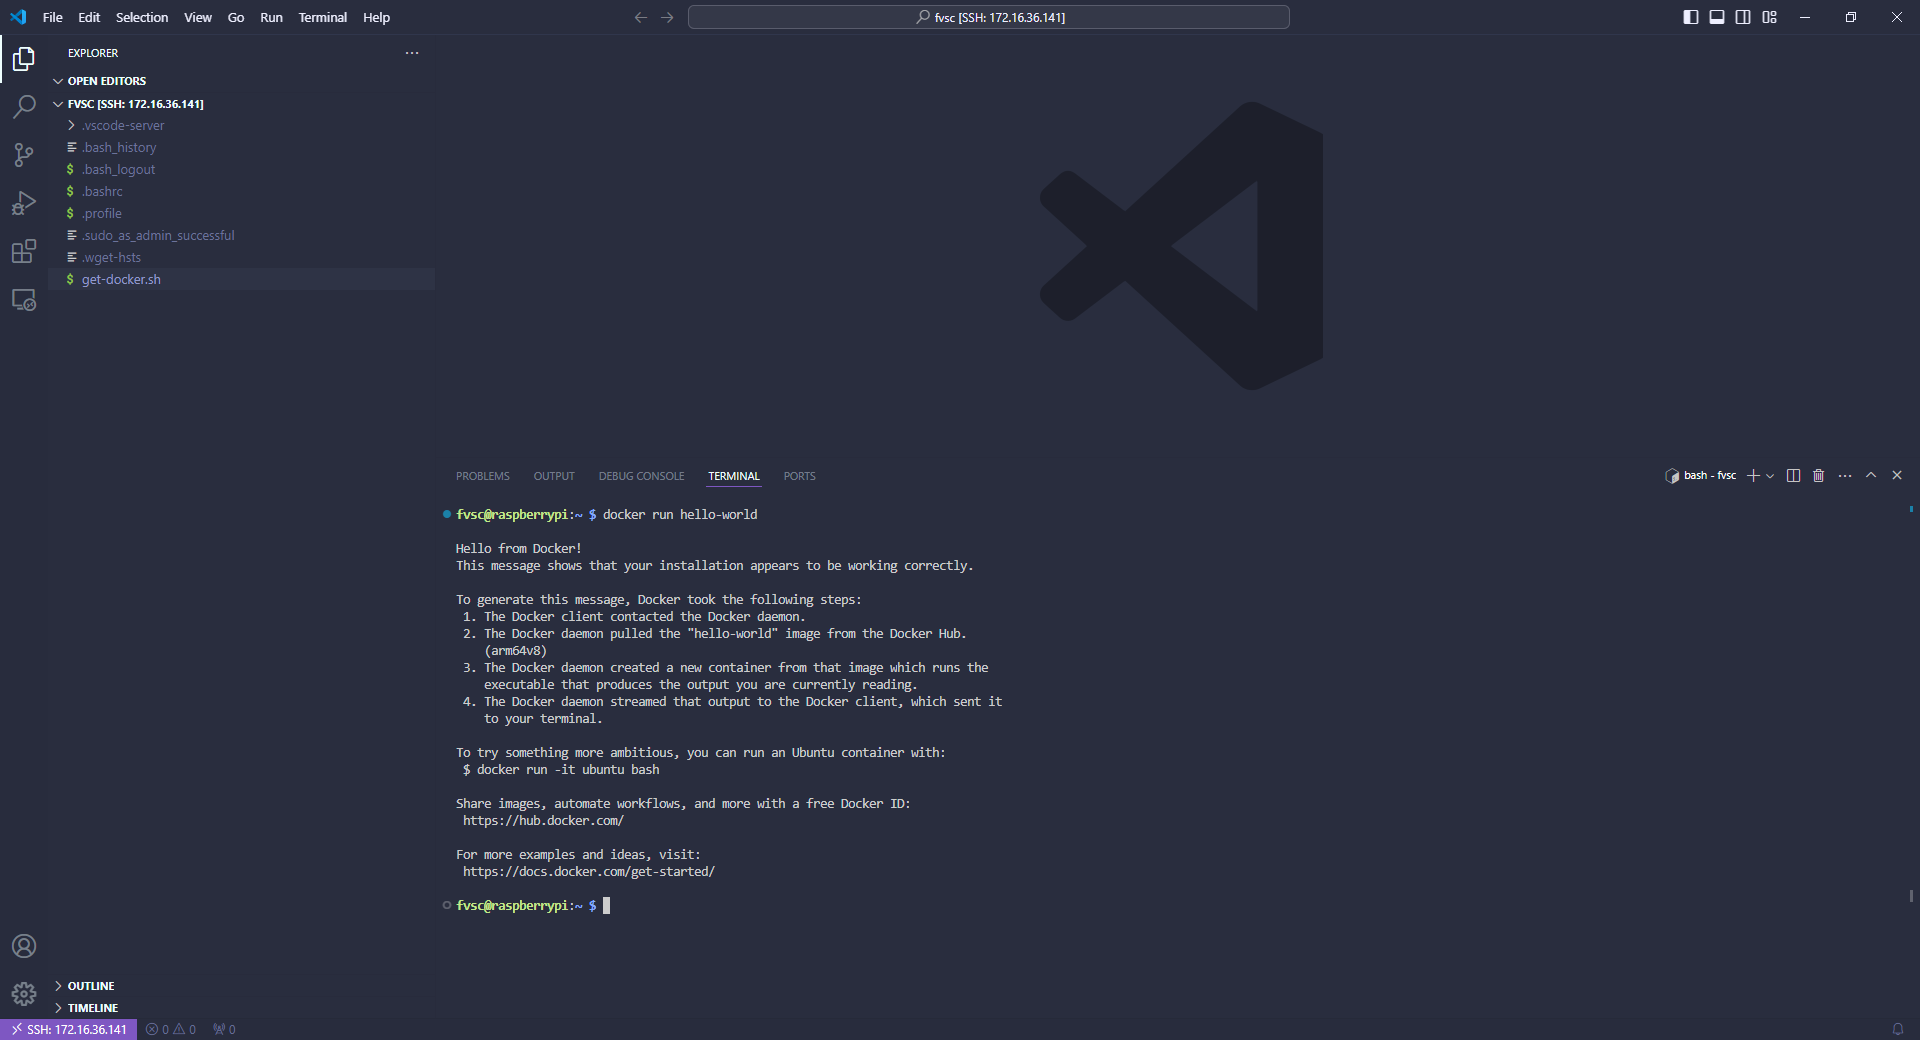 File Edit Selection View Go Run Terminal Help
fvsc [SSH: 172.16.36.141]
EXPLORER
OPEN EDITORS
FVSC [SSH: 172.16.36.141]
.vscode-server
.bash_history
$ .bash_logout
$ .bashrc
$ .profile
.sudo_as_admin_successful
.wget-hsts
$ get-docker.sh
PROBLEMS OUTPUT DEBUG CONSOLE TERMINAL PORTS
bash - fvsc
fvsc@raspberrypi:~ $ docker run hello-world
Hello from Docker!
This message shows that your installation appears to be working correctly.
To generate this message, Docker took the following steps:
1. The Docker client contacted the Docker daemon.
2. The Docker daemon pulled the "hello-world" image from the Docker Hub.
(arm64v8)
3. The Docker daemon created a new container from that image which runs the
executable that produces the output you are currently reading.
4. The Docker daemon streamed that output to the Docker client, which sent it
to your terminal.
To try something more ambitious, you can run an Ubuntu container with:
$ docker run -it ubuntu bash
Share images, automate workflows, and more with a free Docker ID:
https://hub.docker.com/
For more examples and ideas, visit:
https://docs.docker.com/get-started/
fvsc@raspberrypi:~ $
OUTLINE
TIMELINE
SSH: 172.16.36.141 0 0 0